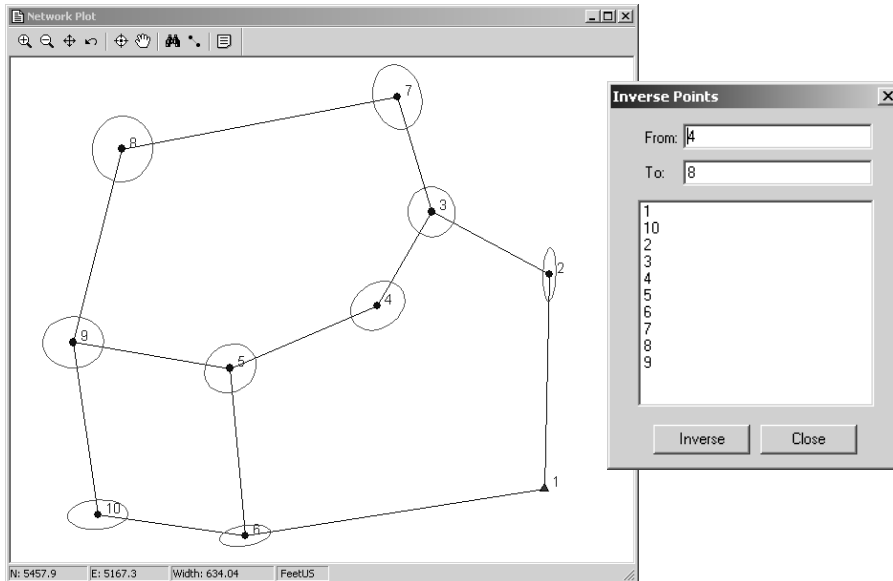 Network Plot
7
8
3
2
4
9
5
1
10
6
N: 5457.9
E: 5167.3
Width: 634.04
FeetUS
Inverse Points
From: 4
To: 8
1
10
2
3
4
5
6
7
8
9
Inverse
Close